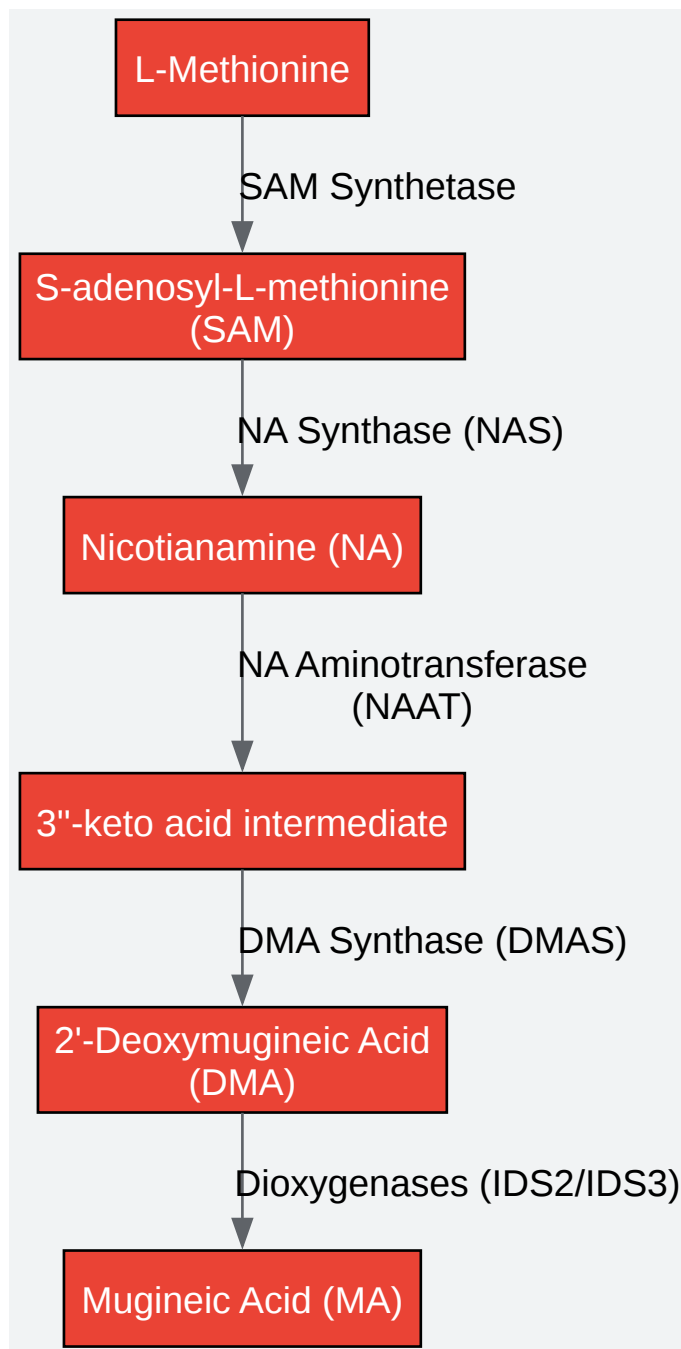 L-Methionine
SAM Synthetase
S-adenosyl-L-methionine
(SAM)
NA Synthase (NAS)
Nicotianamine (NA)
NA Aminotransferase
(NAAT)
3"-keto acid intermediate
DMA Synthase (DMAS)
2'-Deoxymugineic Acid
(DMA)
Dioxygenases (IDS2/IDS3)
Mugineic Acid (MA)